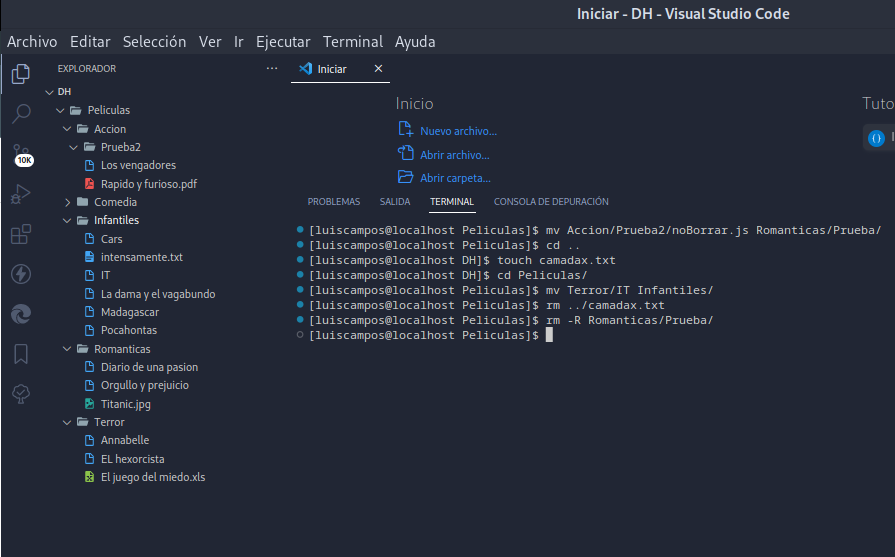 Iniciar - DH - Visual Studio Code
Archivo Editar Selección Ver Ir Ejecutar Terminal Ayuda
EXPLORADOR
DH
Peliculas
Accion
Prueba2
Los vengadores
Rapido y furioso.pdf
Comedia
Infantiles
Cars
intensamente.txt
IT
La dama y el vagabundo
Madagascar
Pocahontas
Romanticas
Diario de una pasion
Orgullo y prejuicio
Titanic.jpg
Terror
Annabelle
EL hexorcista
El juego del miedo.xls
10K
Iniciar
Inicio
Nuevo archivo...
Abrir archivo...
Abrir carpeta...
Tuto
PROBLEMAS SALIDA TERMINAL CONSOLA DE DEPURACIÓN
[luiscampos@localhost Peliculas]$ mv Accion/Prueba2/noBorrar.js Romanticas/Prueba/
[luiscampos@localhost Peliculas]$ cd ..
[luiscampos@localhost DH]$ touch camadax.txt
[luiscampos@localhost DH]$ cd Peliculas/
[luiscampos@localhost Peliculas]$ mv Terror/IT Infantiles/
[luiscampos@localhost Peliculas]$ rm ../camadax.txt
[luiscampos@localhost Peliculas]$ rm -R Romanticas/Prueba/
[luiscampos@localhost Peliculas]$